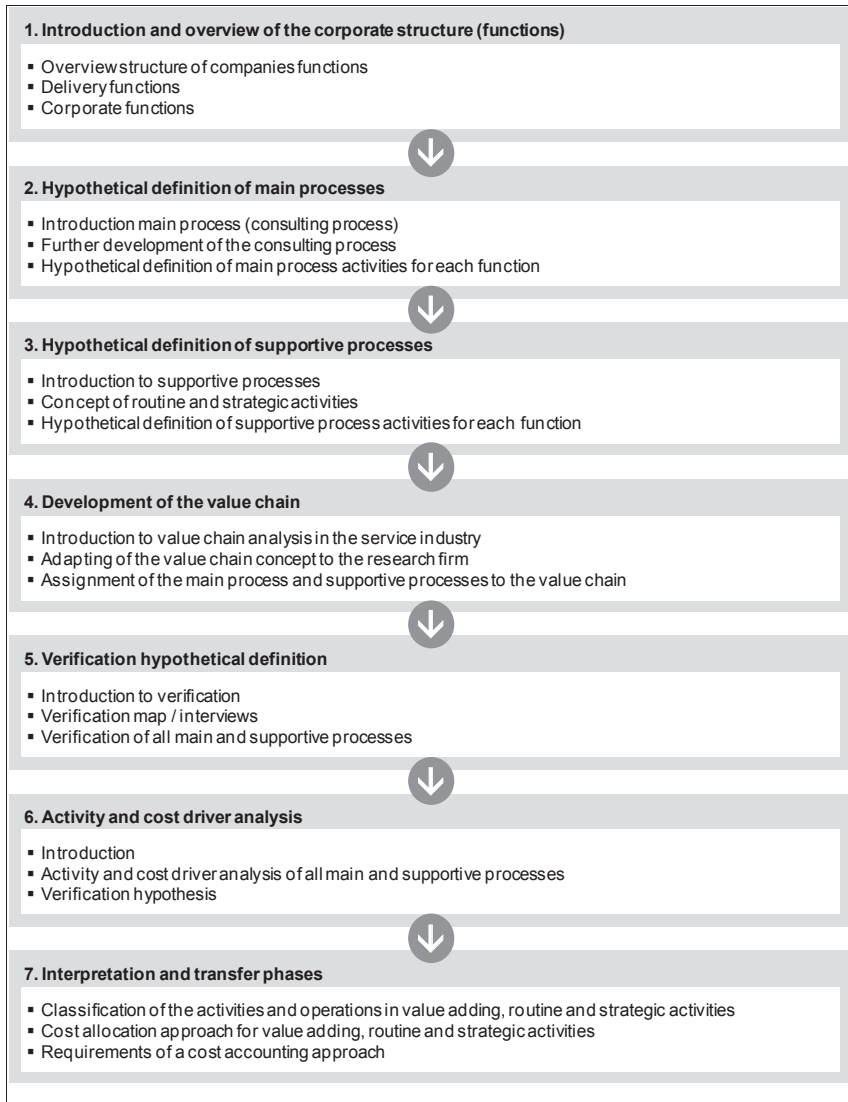 1. Introduction and overview of the corporate structure (functions)
▪ Overview structure of companies functions
▪ Delivery functions
▪ Corporate functions
2. Hypothetical definition of main processes
▪ Introduction main process (consulting process)
▪ Further development of the consulting process
▪ Hypothetical definition of main process activities for each function
3. Hypothetical definition of supportive processes
▪ Introduction to supportive processes
▪ Concept of routine and strategic activities
▪ Hypothetical definition of supportive process activities for each function
4. Development of the value chain
▪ Introduction to value chain analysis in the service industry
▪ Adapting of the value chain concept to the research firm
▪ Assignment of the main process and supportive processes to the value chain
5. Verification hypothetical definition
▪ Introduction to verification
▪ Verification map / interviews
▪ Verification of all main and supportive processes
6. Activity and cost driver analysis
▪ Introduction
▪ Activity and cost driver analysis of all main and supportive processes
▪ Verification hypothesis
7. Interpretation and transfer phases
▪ Classification of the activities and operations in value adding, routine and strategic activities
▪ Cost allocation approach for value adding, routine and strategic activities
▪ Requirements of a cost accounting approach